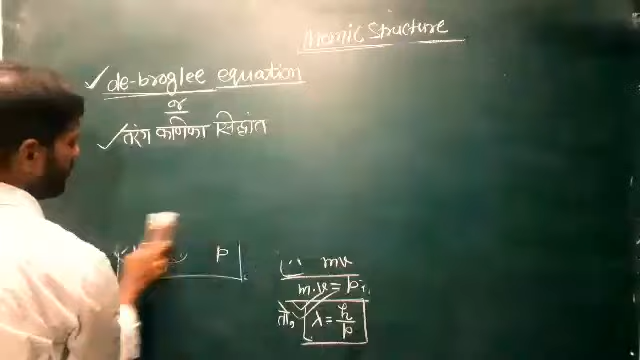 Atomic Structure
de-broglee equation
or
तरंग कणिका सिद्धांत
p
∵ mv
m.v = p
तो, λ = h/p